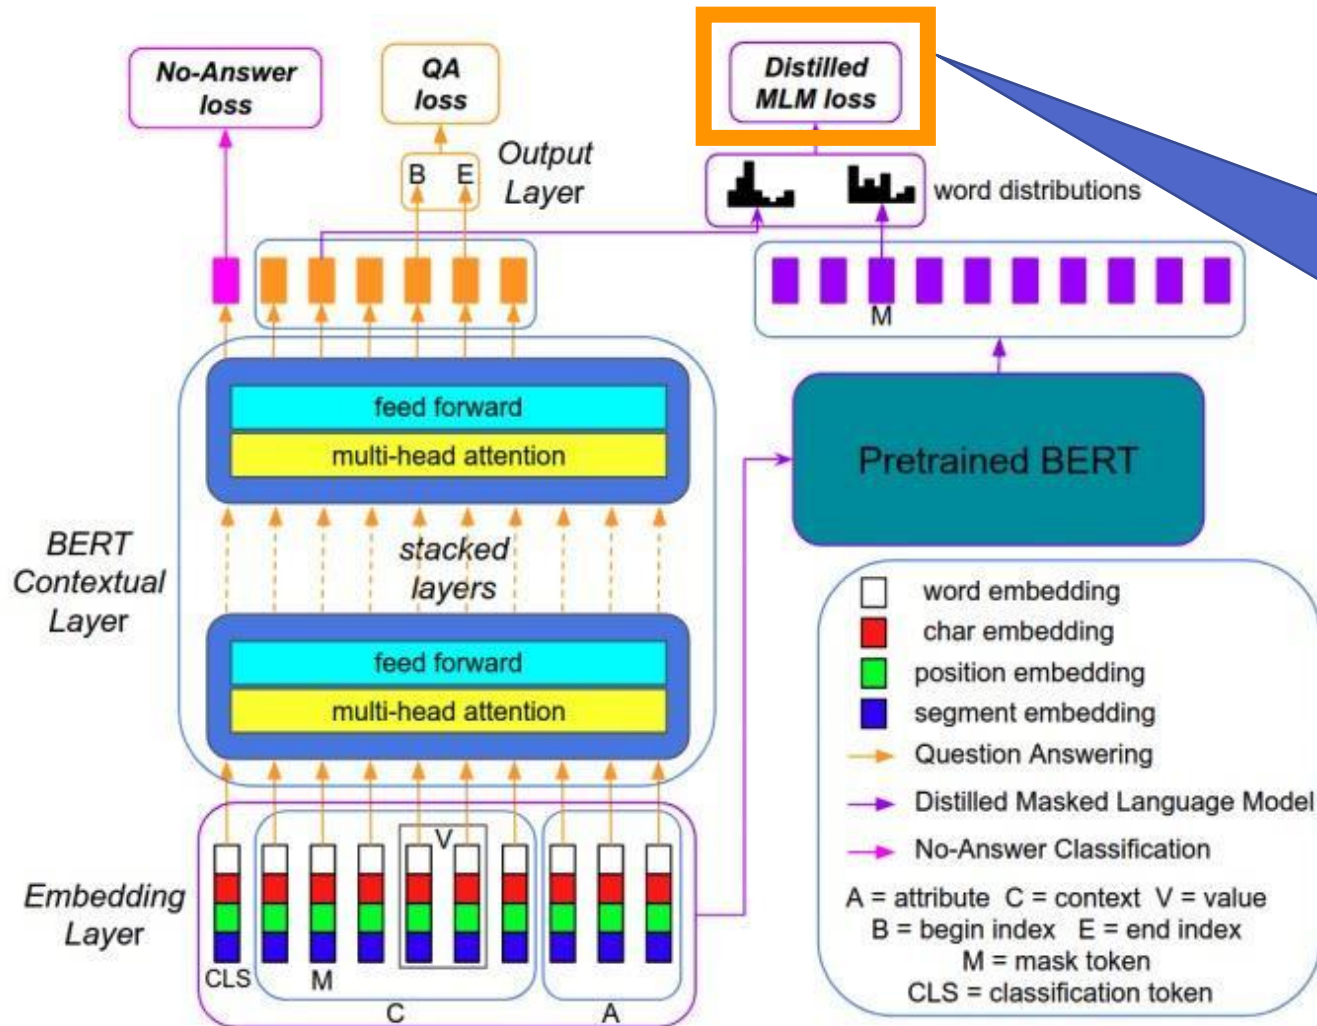 No-Answer
loss
QA
loss
Distilled
MLM loss
Output
Layer
B E
word distributions
M
feed forward
multi-head attention
Pretrained BERT
BERT
Contextual
Layer
stacked
layers
feed forward
multi-head attention
word embedding
char embedding
position embedding
segment embedding
Question Answering
Distilled Masked Language Model
No-Answer Classification
A = attribute C = context V = value
B = begin index E = end index
M = mask token
CLS = classification token
V
Embedding
Layer
CLS M
C A